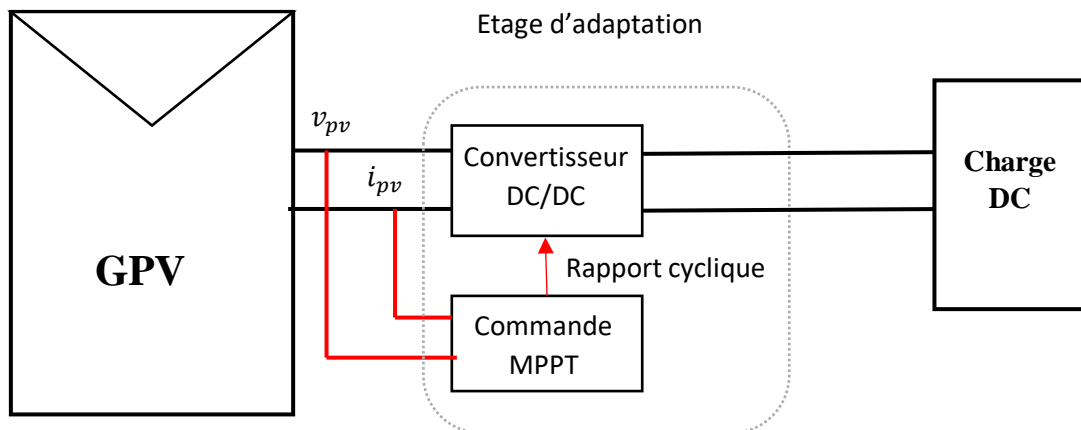 Etage d’adaptation
v_pv
i_pv
GPV
Convertisseur
DC/DC
Rapport cyclique
Commande
MPPT
Charge
DC